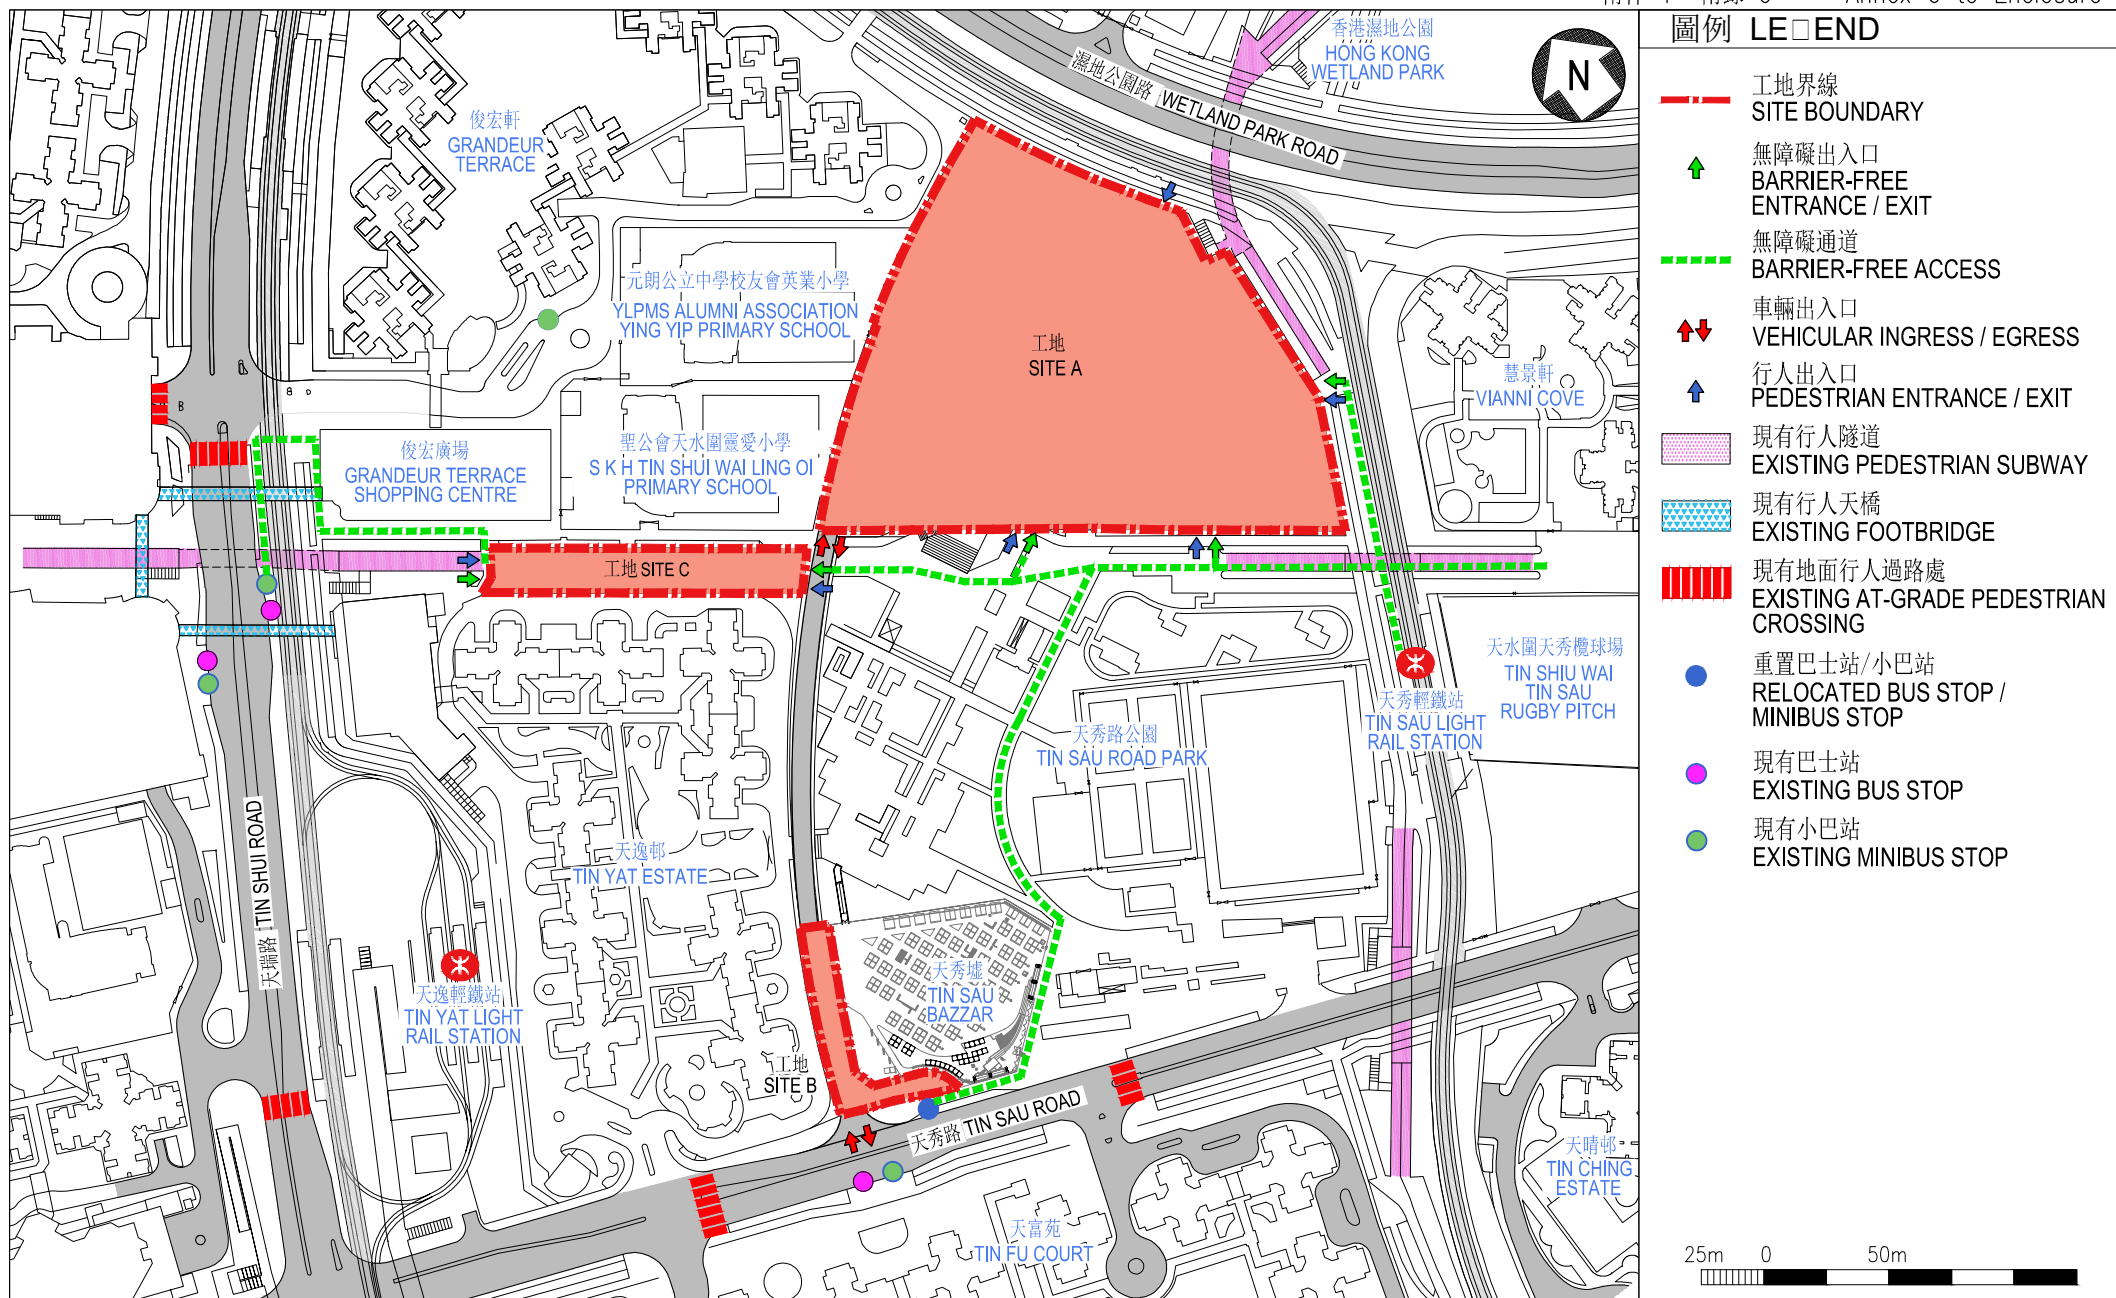 圖例 LE□END
工地界線
SITE BOUNDARY
無障礙出入口
BARRIER-FREE
ENTRANCE / EXIT
無障礙通道
BARRIER-FREE ACCESS
車輛出入口
VEHICULAR INGRESS / EGRESS
行人出入口
PEDESTRIAN ENTRANCE / EXIT
現有行人隧道
EXISTING PEDESTRIAN SUBWAY
現有行人天橋
EXISTING FOOTBRIDGE
現有地面行人過路處
EXISTING AT-GRADE PEDESTRIAN
CROSSING
重置巴士站/小巴站
RELOCATED BUS STOP /
MINIBUS STOP
現有巴士站
EXISTING BUS STOP
現有小巴站
EXISTING MINIBUS STOP
25m 0 50m
N
香港濕地公園
HONG KONG
WETLAND PARK
濕地公園路 WETLAND PARK ROAD
俊宏軒
GRANDEUR
TERRACE
元朗公立中學校友會英業小學
YLPMS ALUMNI ASSOCIATION
YING YIP PRIMARY SCHOOL
工地
SITE A
慧景軒
VIANNI COVE
B
俊宏廣場
GRANDEUR TERRACE
SHOPPING CENTRE
聖公會天水圍靈愛小學
S K H TIN SHUI WAI LING OI
PRIMARY SCHOOL
工地 SITE C
天水圍天秀欖球場
TIN SHIU WAI
TIN SAU
RUGBY PITCH
天秀輕鐵站
TIN SAU LIGHT
RAIL STATION
天秀路公園
TIN SAU ROAD PARK
天瑞路 TIN SHUI ROAD
天逸邨
TIN YAT ESTATE
天逸輕鐵站
TIN YAT LIGHT
RAIL STATION
天秀墟
TIN SAU
BAZZAR
工地
SITE B
天秀路 TIN SAU ROAD
天晴邨
TIN CHING
ESTATE
天富苑
TIN FU COURT